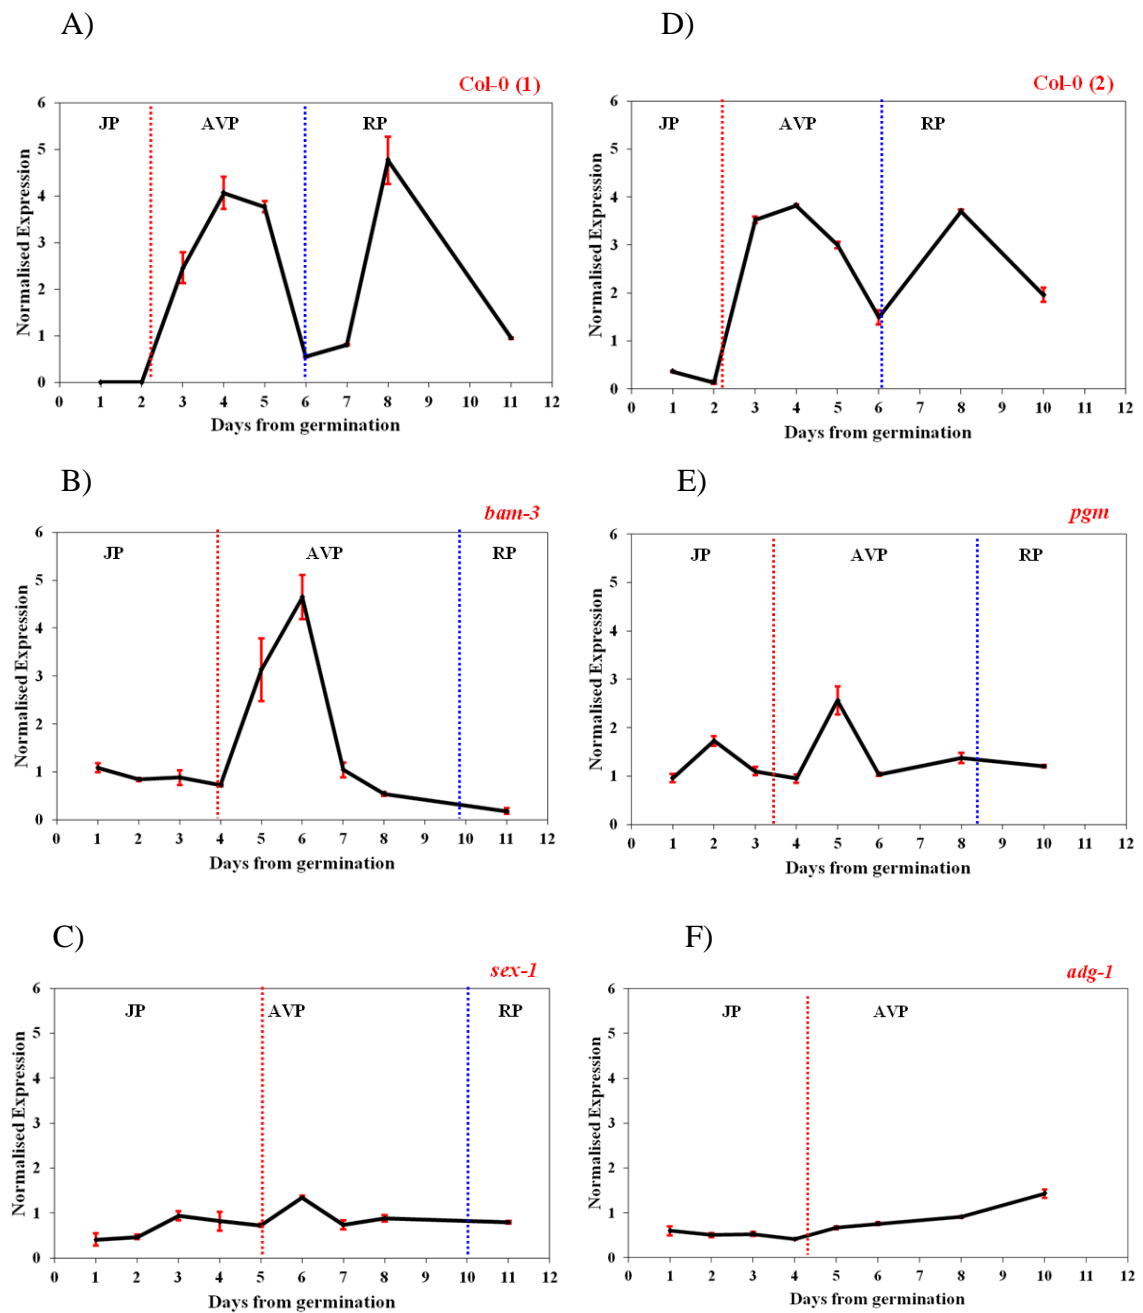 A)
Col-0 (1)
JP AVP RP
Normalised Expression
6
5
4
3
2
1
0
0 1 2 3 4 5 6 7 8 9 10 11 12
Days from germination
D)
Col-0 (2)
JP AVP RP
Normalised Expression
6
5
4
3
2
1
0
0 1 2 3 4 5 6 7 8 9 10 11 12
Days from germination
B)
bam-3
JP AVP RP
Normalised Expression
6
5
4
3
2
1
0
0 1 2 3 4 5 6 7 8 9 10 11 12
Days from germination
E)
pgm
JP AVP RP
Normalised Expression
6
5
4
3
2
1
0
0 1 2 3 4 5 6 7 8 9 10 11 12
Days from germination
C)
sex-1
JP AVP RP
Normalised Expression
6
5
4
3
2
1
0
0 1 2 3 4 5 6 7 8 9 10 11 12
Days from germination
F)
adg-1
JP AVP
Normalised Expression
6
5
4
3
2
1
0
0 1 2 3 4 5 6 7 8 9 10 11 12
Days from germination